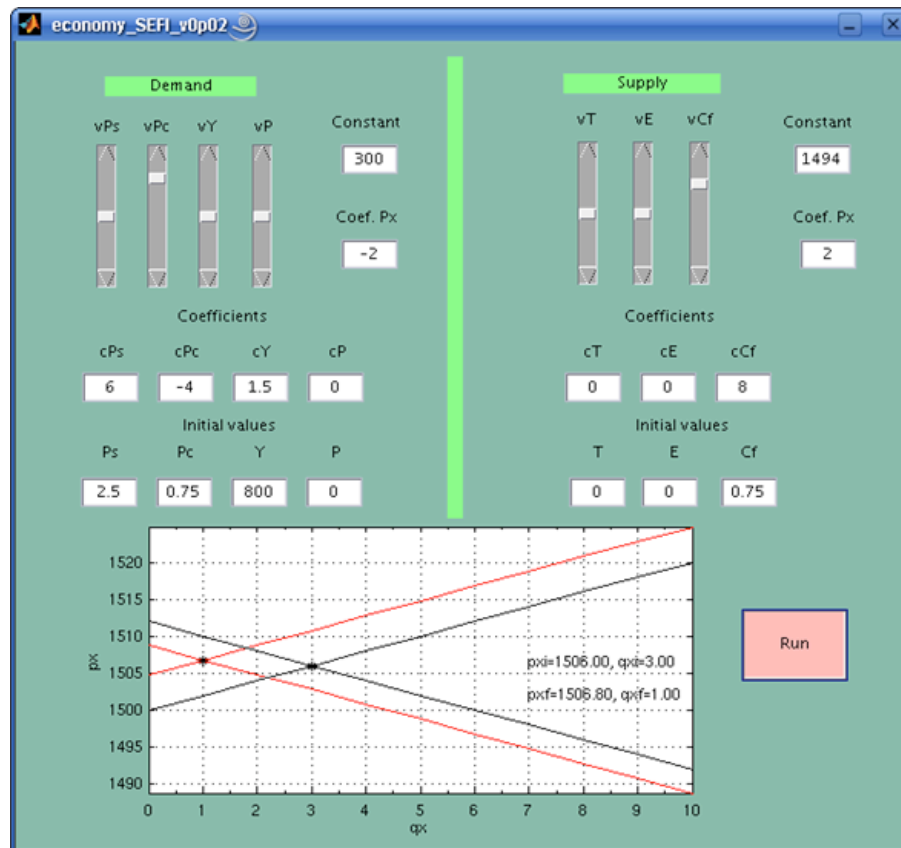 economy_SEFI_v0p02
Demand
vPs vPc vY vP
Constant
300
Coef. Px
-2
Coefficients
cPs cPc cY cP
6 -4 1.5 0
Initial values
Ps Pc Y P
2.5 0.75 800 0
Supply
vT vE vCf
Constant
1494
Coef. Px
2
Coefficients
cT cE cCf
0 0 8
Initial values
T E Cf
0 0 0.75
px
1520
1515
1510
1505
1500
1495
1490
pxi=1506.00, qxi=3.00
pxf=1506.80, qxf=1.00
0 1 2 3 4 5 6 7 8 9 10
qx
Run